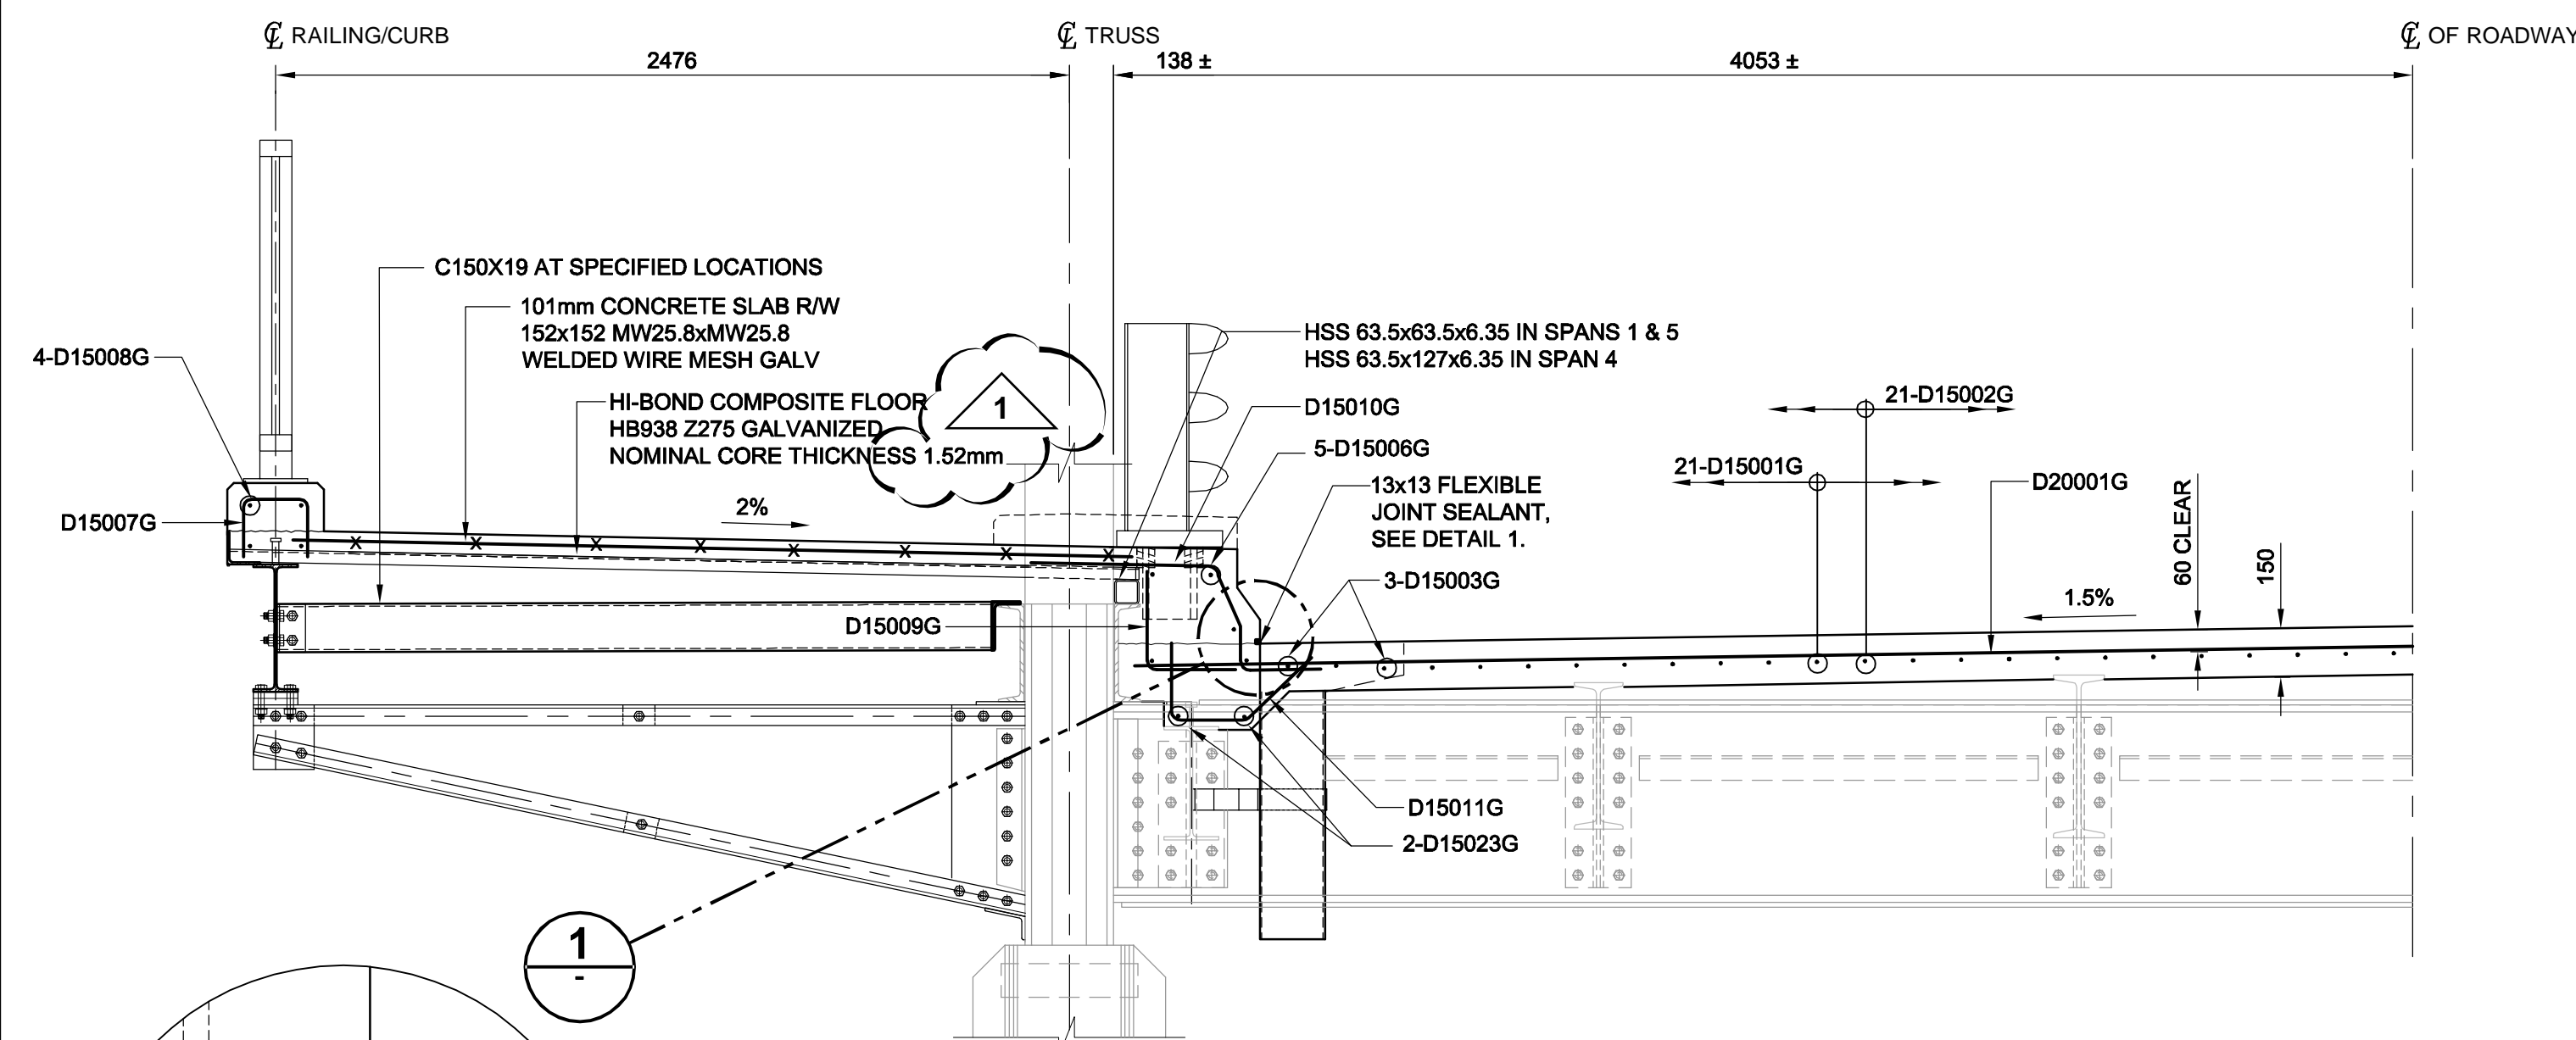 ℄ RAILING/CURB
℄ TRUSS
℄ OF ROADWAY
2476
138 ±
4053 ±
C150X19 AT SPECIFIED LOCATIONS
101mm CONCRETE SLAB R/W
152x152 MW25.8xMW25.8
WELDED WIRE MESH GALV
4-D15008G
HI-BOND COMPOSITE FLOOR
HB938 Z275 GALVANIZED
NOMINAL CORE THICKNESS 1.52mm
1
HSS 63.5x63.5x6.35 IN SPANS 1 & 5
HSS 63.5x127x6.35 IN SPAN 4
D15010G
5-D15006G
13x13 FLEXIBLE
JOINT SEALANT,
SEE DETAIL 1.
21-D15002G
21-D15001G
D20001G
D15007G
2%
X X X X X X X X
3-D15003G
60 CLEAR
150
1.5%
D15009G
D15011G
2-D15023G
1
-